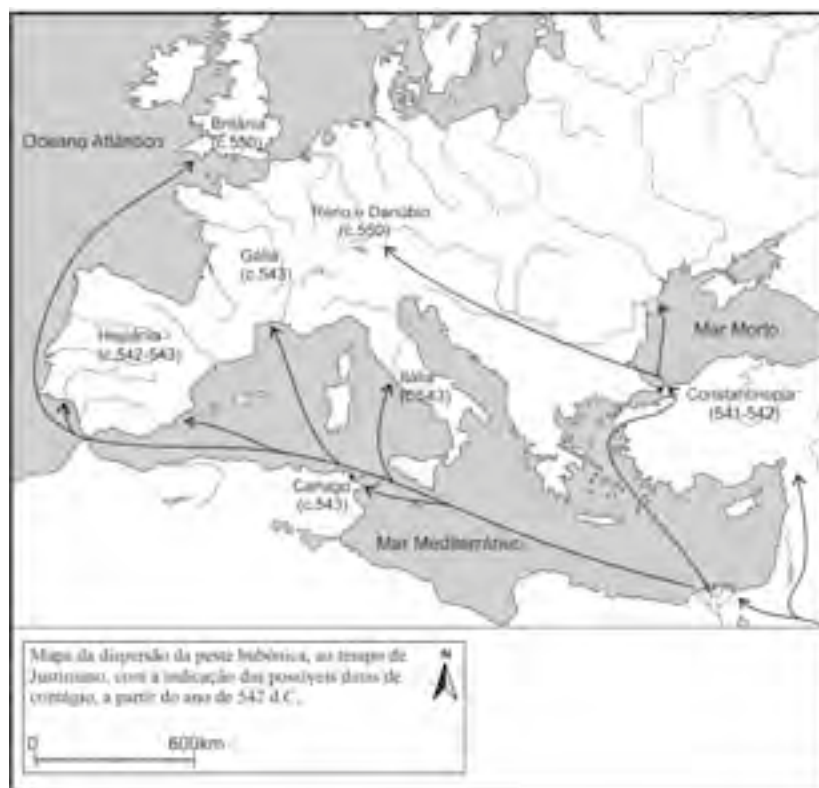 Oceano Atlântico
Britânia
(c.550)
Reno e Danúbio
(c.550)
Gália
(c.543)
Mar Morto
Hispânia
(c.542-543)
Itália
(c.543)
Constantinopla
(541-542)
Cartago
(c.543)
Mar Mediterrâneo
Mapa da dispersão da peste bubônica, ao tempo de
Justiniano, com a indicação das possíveis datas de
contágio, a partir do ano de 542 d.C.
N
0 600km